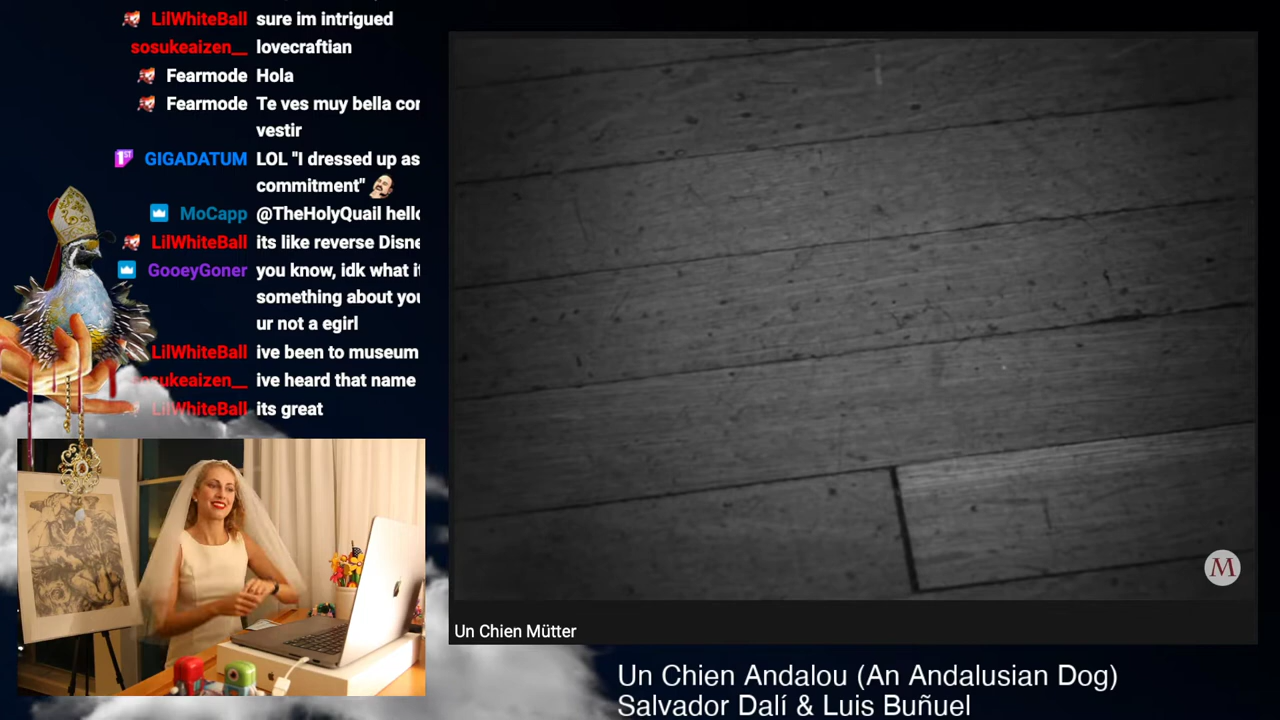 LilWhiteBall sure im intrigued
sosukeaizen__ lovecraftian
Fearmode Hola
Fearmode Te ves muy bella con
vestir
1ST GIGADATUM LOL "I dressed up as
commitment"
MoCapp @TheHolyQuail hello
LilWhiteBall its like reverse Disne
GooeyGoner you know, idk what it
something about you
ur not a egirl
LilWhiteBall ive been to museum
sukeaizen__ ive heard that name
LilWhiteBall its great
M
Un Chien Mütter
Un Chien Andalou (An Andalusian Dog)
Salvador Dalí & Luis Buñuel